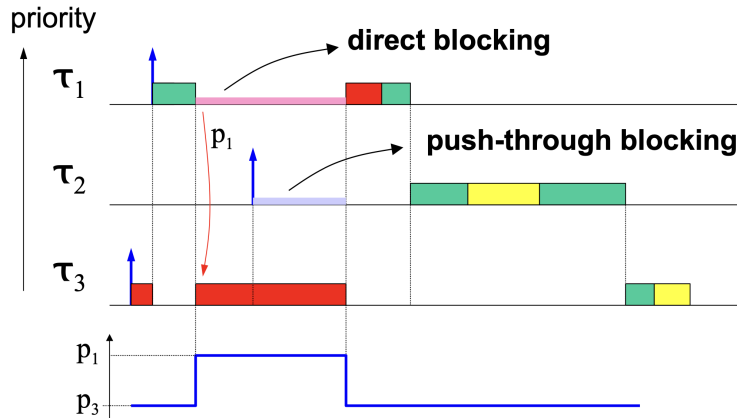 priority
direct blocking
τ1
p1
push-through blocking
τ2
τ3
p1
p3